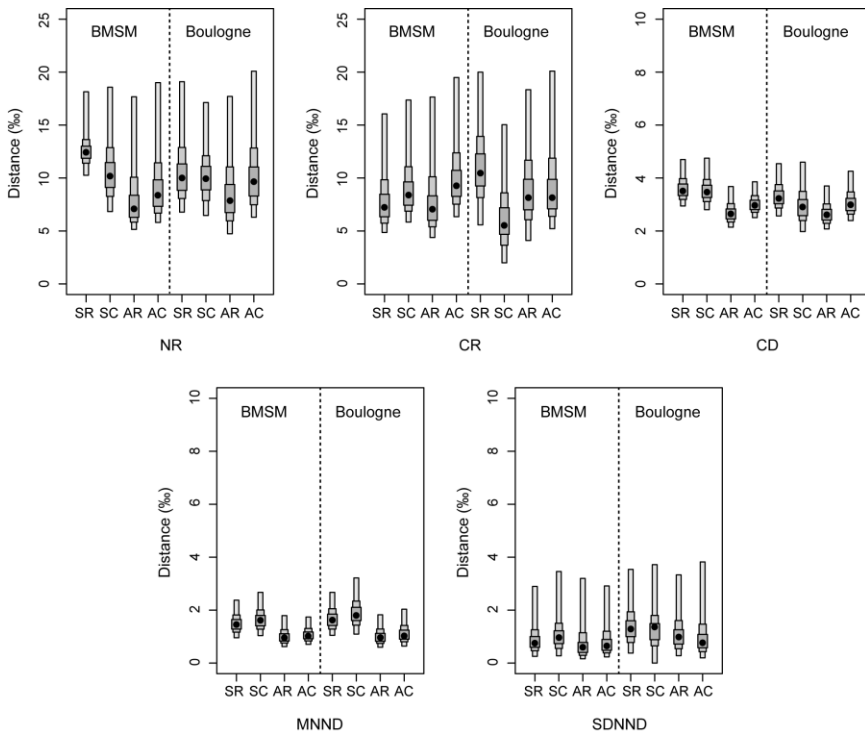 BMSM Boulogne
Distance (‰)
0 5 10 15 20 25
SR SC AR AC SR SC AR AC
NR
BMSM Boulogne
Distance (‰)
0 5 10 15 20 25
SR SC AR AC SR SC AR AC
CR
BMSM Boulogne
Distance (‰)
0 2 4 6 8 10
SR SC AR AC SR SC AR AC
CD
BMSM Boulogne
Distance (‰)
0 2 4 6 8 10
SR SC AR AC SR SC AR AC
MNND
BMSM Boulogne
Distance (‰)
0 2 4 6 8 10
SR SC AR AC SR SC AR AC
SDNND